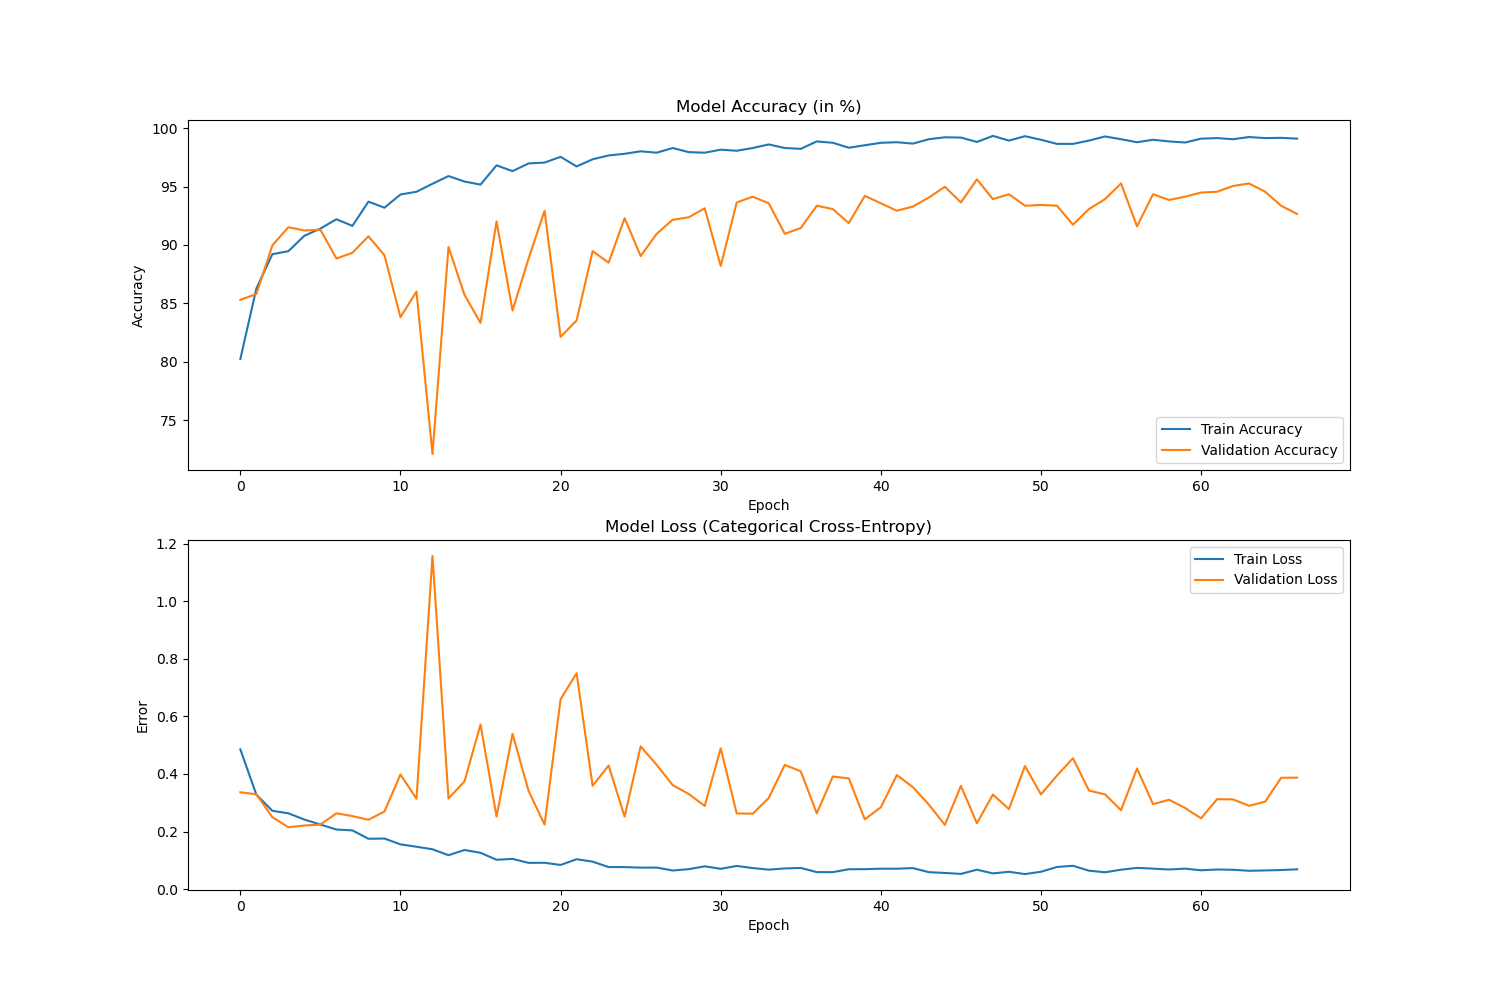 Model Accuracy (in %)
100
95
90
85
80
75
Accuracy
Train Accuracy
Validation Accuracy
0 10 20 30 40 50 60
Epoch
Model Loss (Categorical Cross-Entropy)
1.2
1.0
0.8
0.6
0.4
0.2
0.0
Error
Train Loss
Validation Loss
0 10 20 30 40 50 60
Epoch